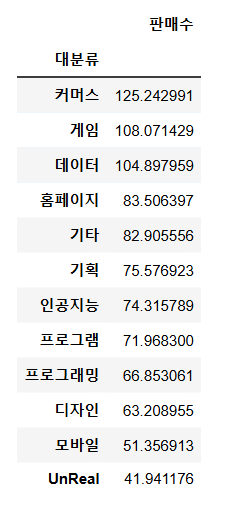 판매수
대분류
커머스 125.242991
게임 108.071429
데이터 104.897959
홈페이지 83.506397
기타 82.905556
기획 75.576923
인공지능 74.315789
프로그램 71.968300
프로그래밍 66.853061
디자인 63.208955
모바일 51.356913
UnReal 41.941176